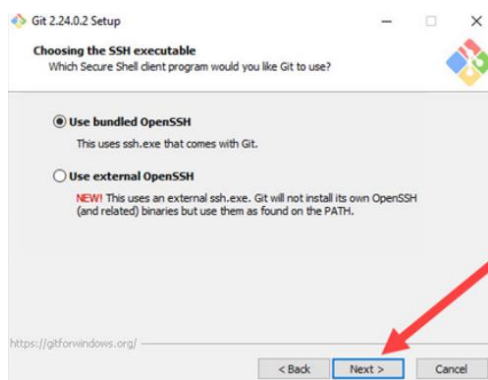 Git 2.24.0.2 Setup
Choosing the SSH executable
Which Secure Shell client program would you like Git to use?
Use bundled OpenSSH
This uses ssh.exe that comes with Git.
Use external OpenSSH
NEW! This uses an external ssh.exe. Git will not install its own OpenSSH
(and related) binaries but use them as found on the PATH.
https://gitforwindows.org/
< Back Next > Cancel